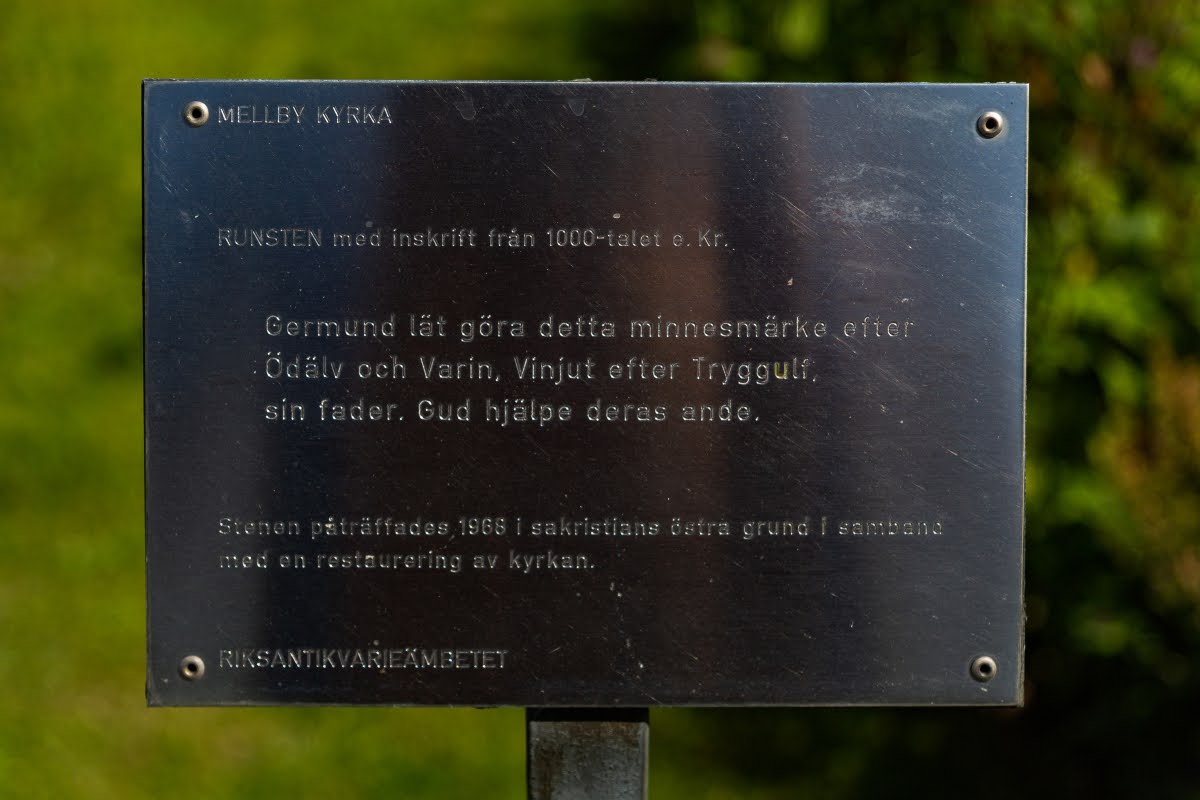 MELLBY KYRKA
RUNSTEN med inskrift från 1000-talet e. Kr.
Germund lät göra detta minnesmärke efter
Ödälv och Varin, Vinjut efter Tryggulf,
sin fader. Gud hjälpe deras ande.
Stenen påträffades 1968 i sakristians östra grund i samband
med en restaurering av kyrkan.
RIKSANTIKVARIEÄMBETET